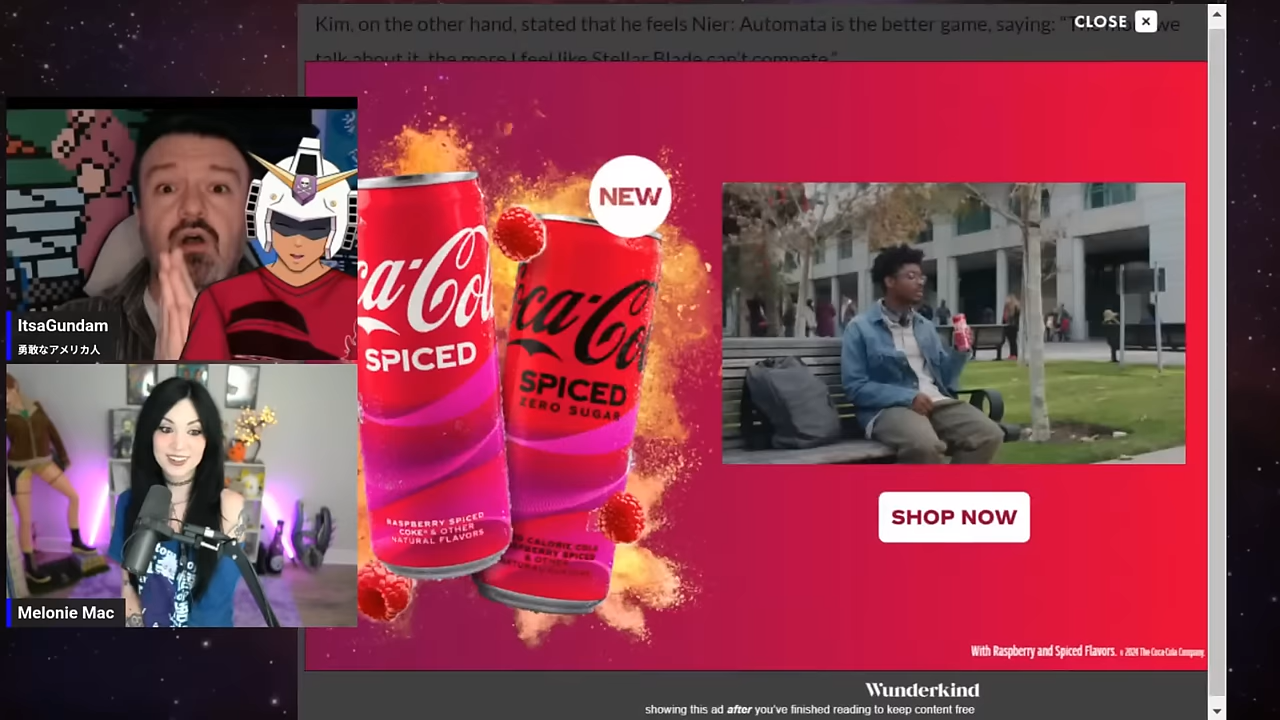 Kim, on the other hand, stated that he feels Nier: Automata is the better game, saying: "The more we
talk about it, the more I feel like Stellar Blade can't compete."
CLOSE
NEW
ca-Col
SPICED
RASPBERRY SPICED
COKE® & OTHER
NATURAL FLAVORS
ca-Co
SPICED
ZERO SUGAR
SHOP NOW
With Raspberry and Spiced Flavors. © 2024 The Coca-Cola Company.
ItsaGundam
勇敢なアメリカ人
Melonie Mac
Wunderkind
showing this ad after you've finished reading to keep content free